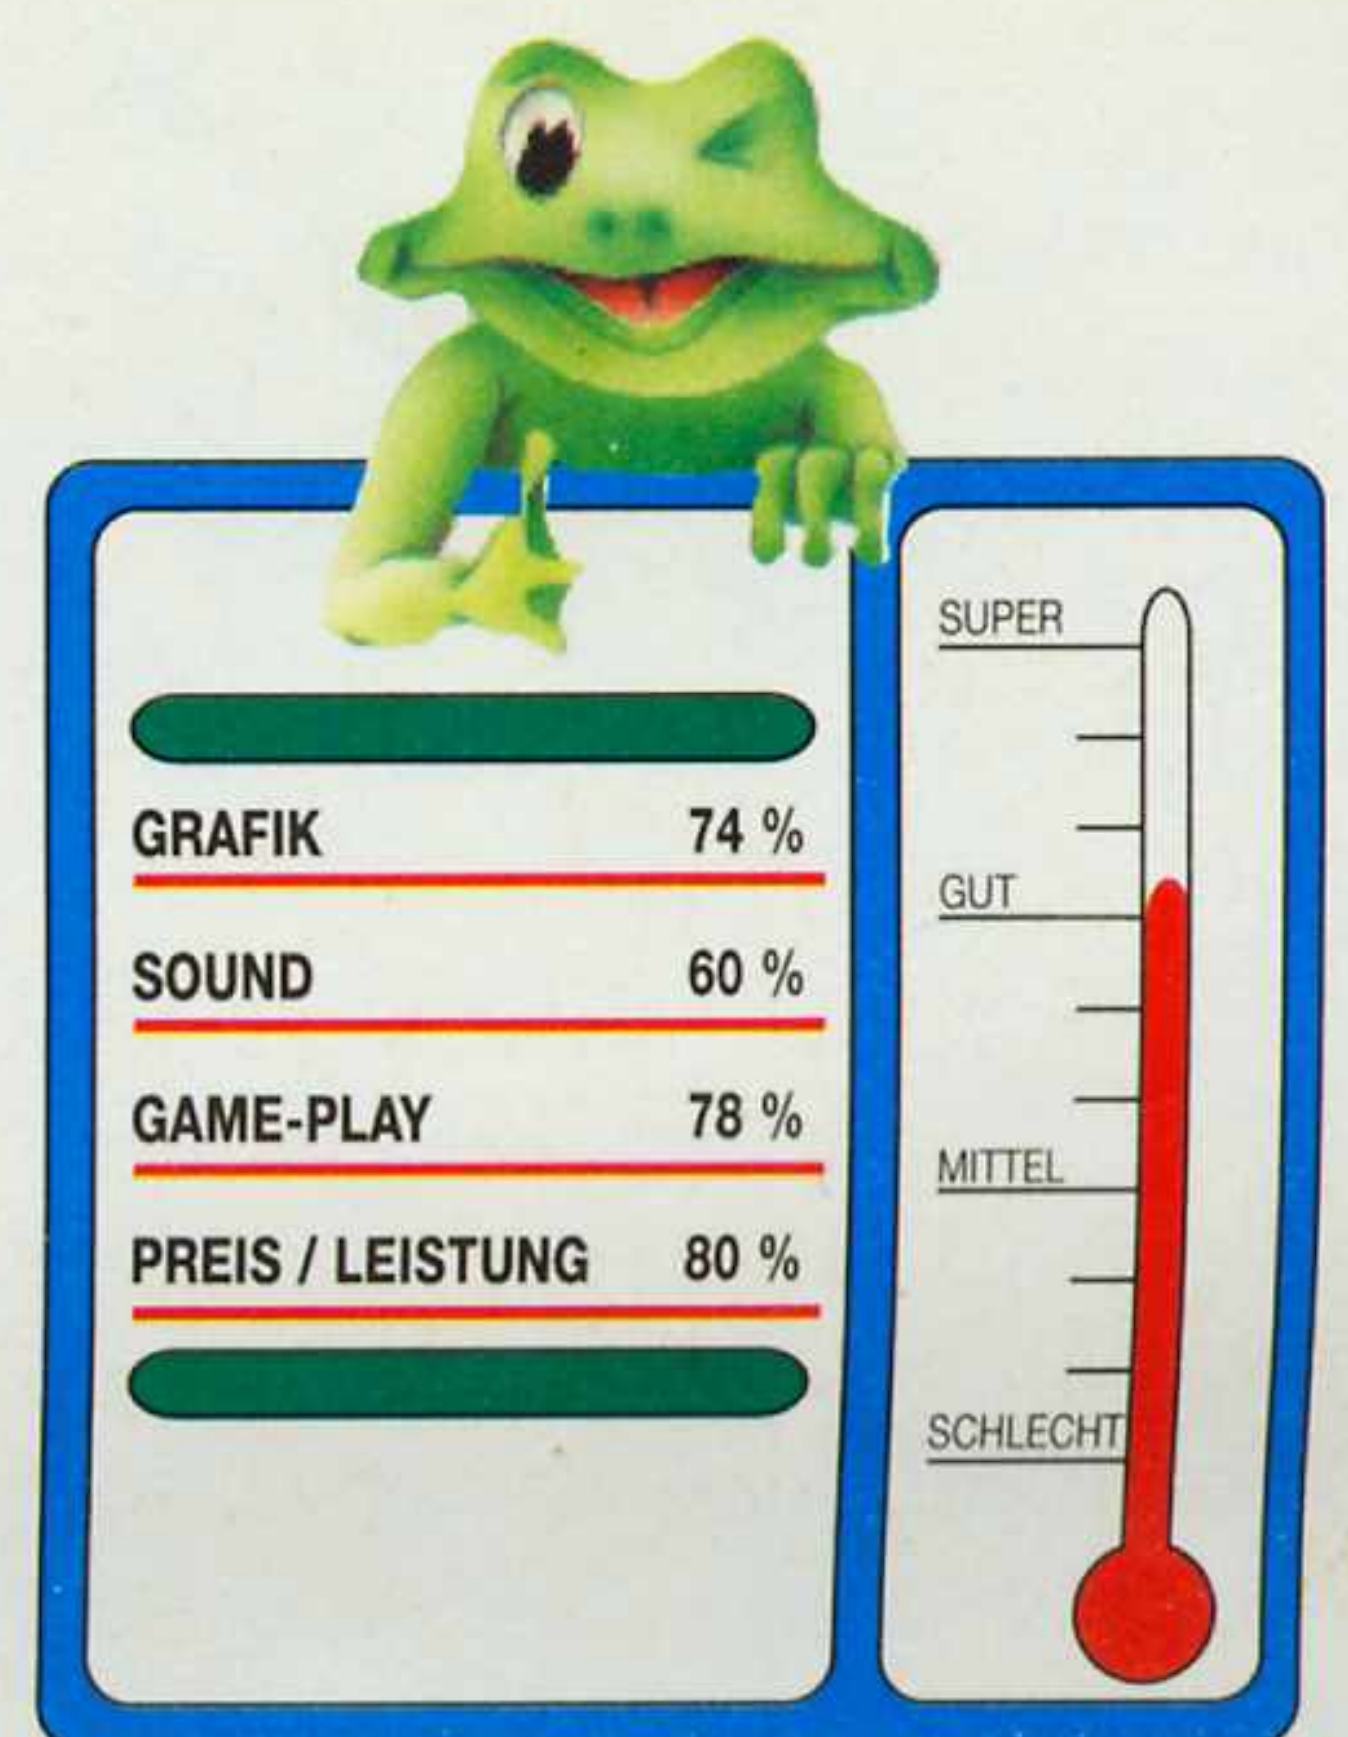 GRAFIK 74 %
SOUND 60 %
GAME-PLAY 78 %
PREIS / LEISTUNG 80 %
SUPER
GUT
MITTEL
SCHLECHT